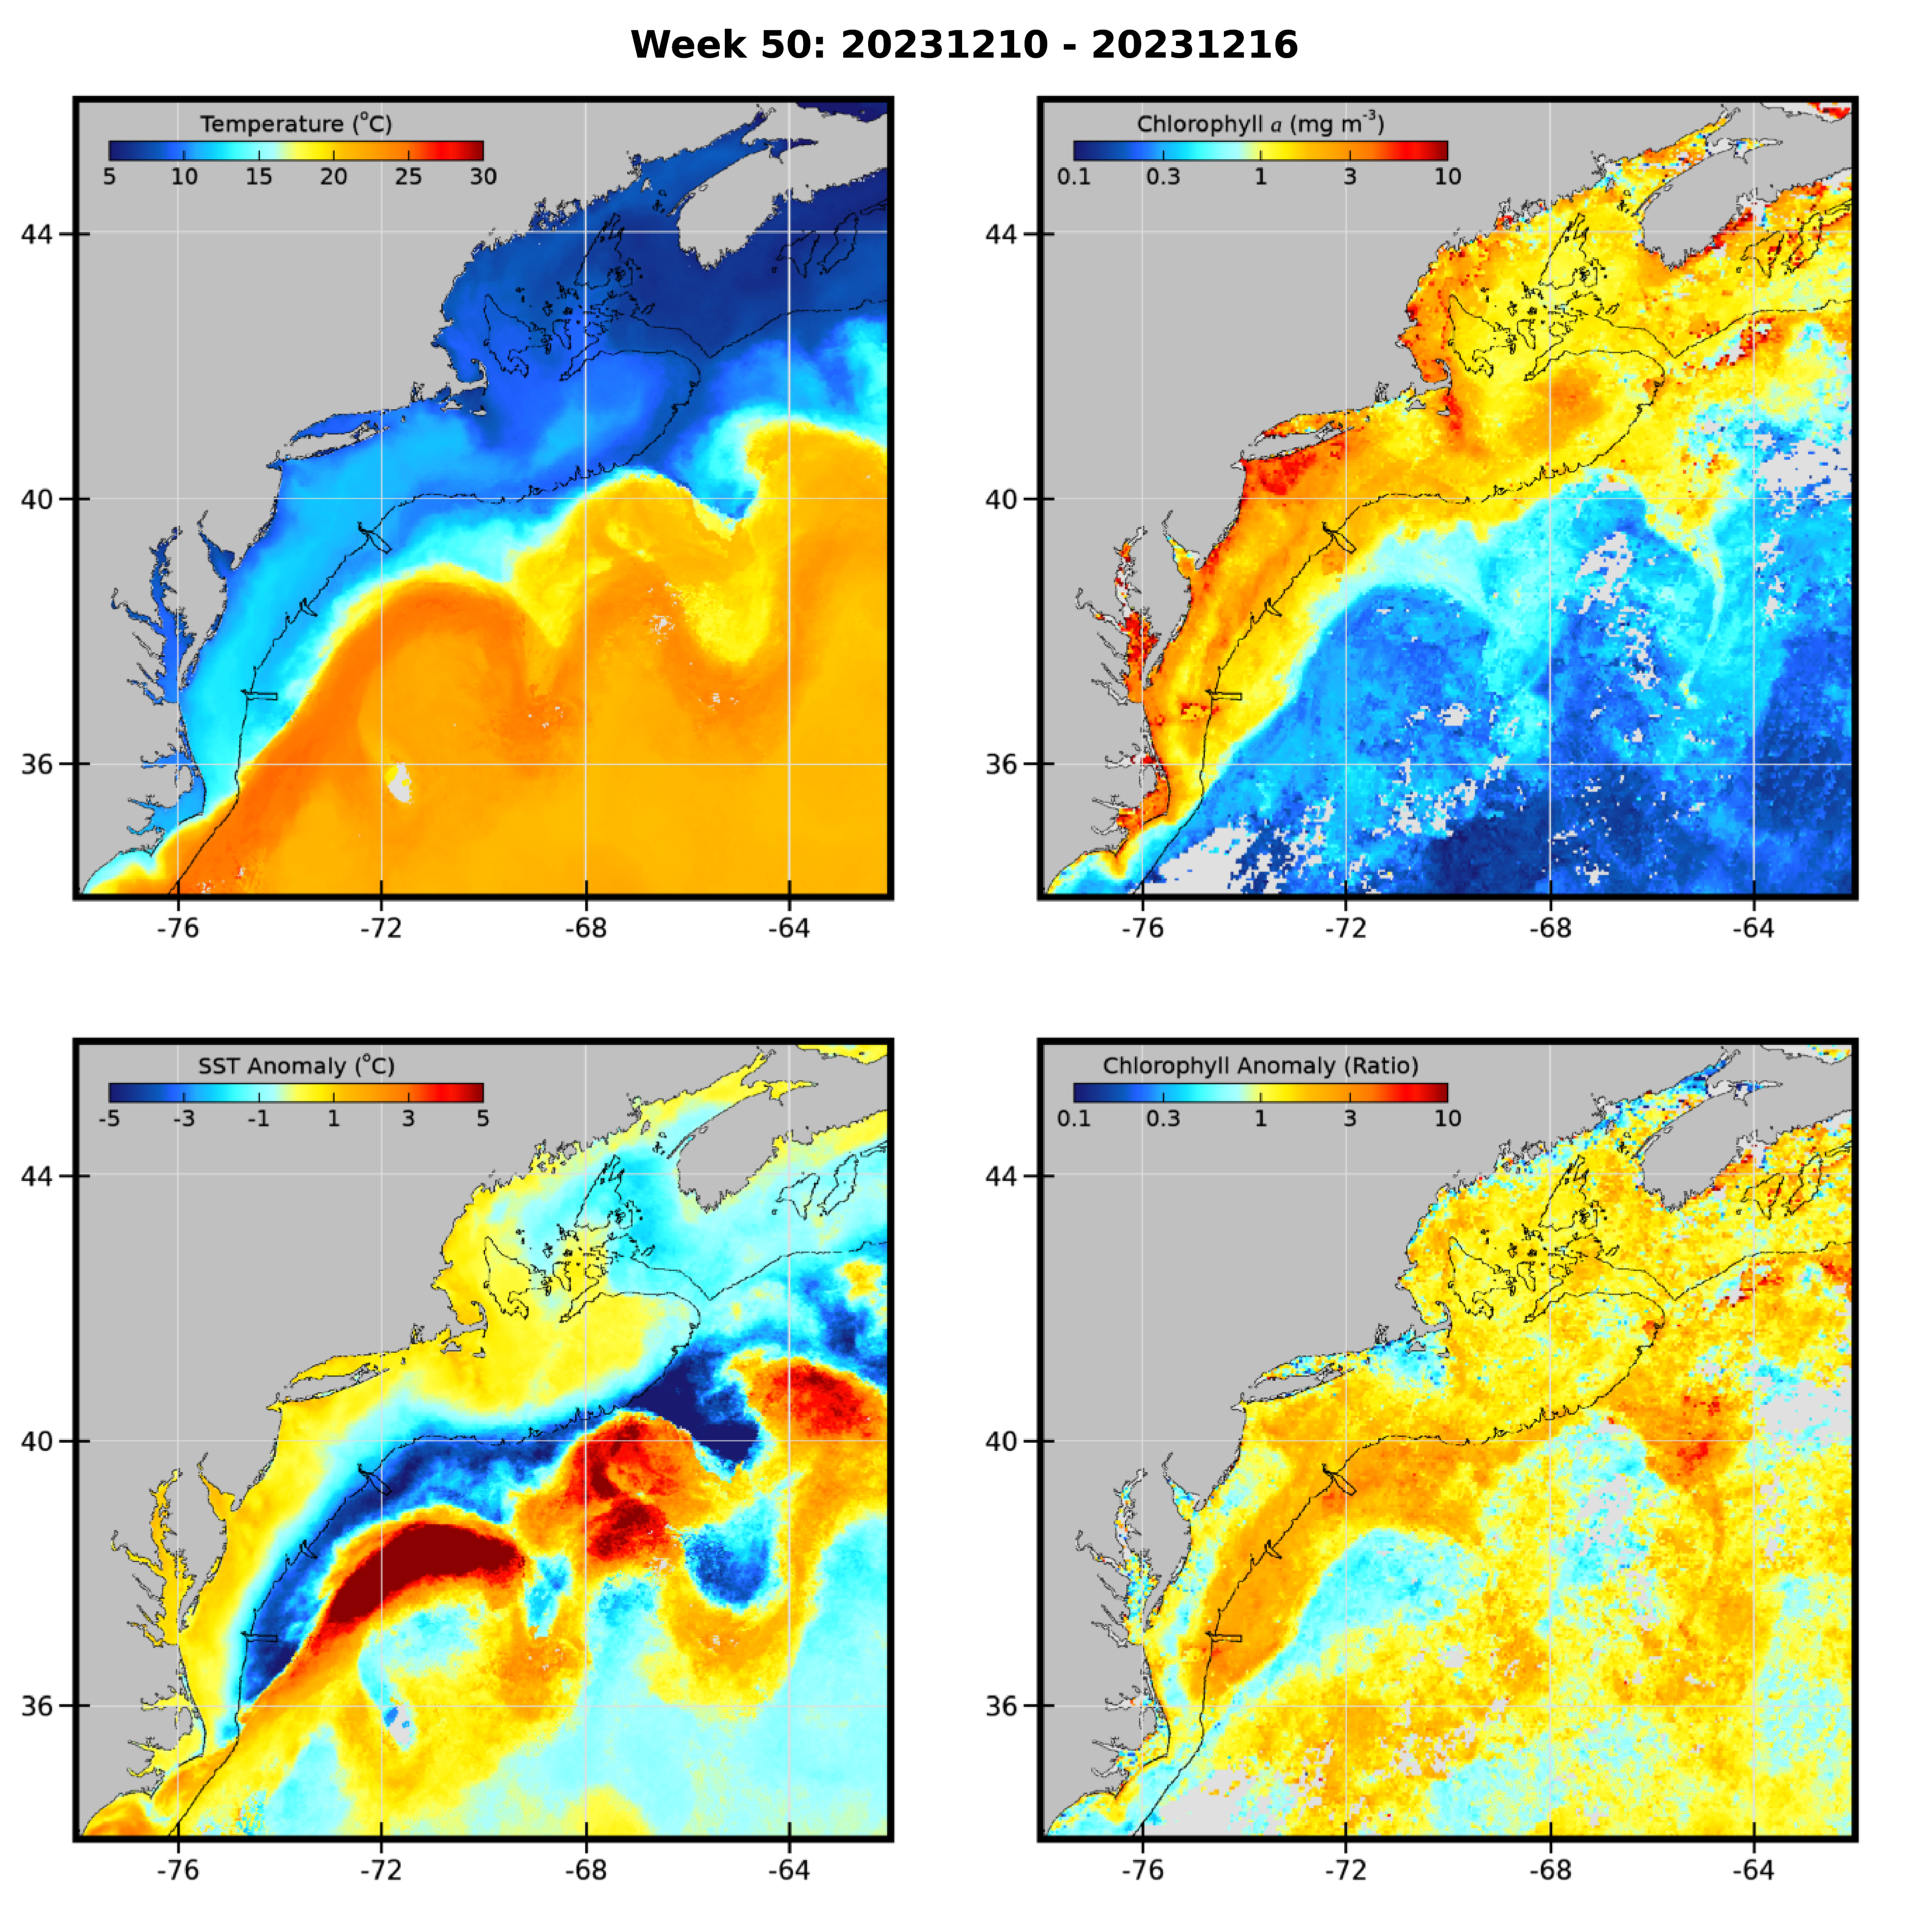 Week 50: 20231210 - 20231216
Temperature (°C)
5 10 15 20 25 30
44
40
36
-76 -72 -68 -64
Chlorophyll a (mg m⁻³)
0.1 0.3 1 3 10
44
40
36
-76 -72 -68 -64
SST Anomaly (°C)
-5 -3 -1 1 3 5
44
40
36
-76 -72 -68 -64
Chlorophyll Anomaly (Ratio)
0.1 0.3 1 3 10
44
40
36
-76 -72 -68 -64